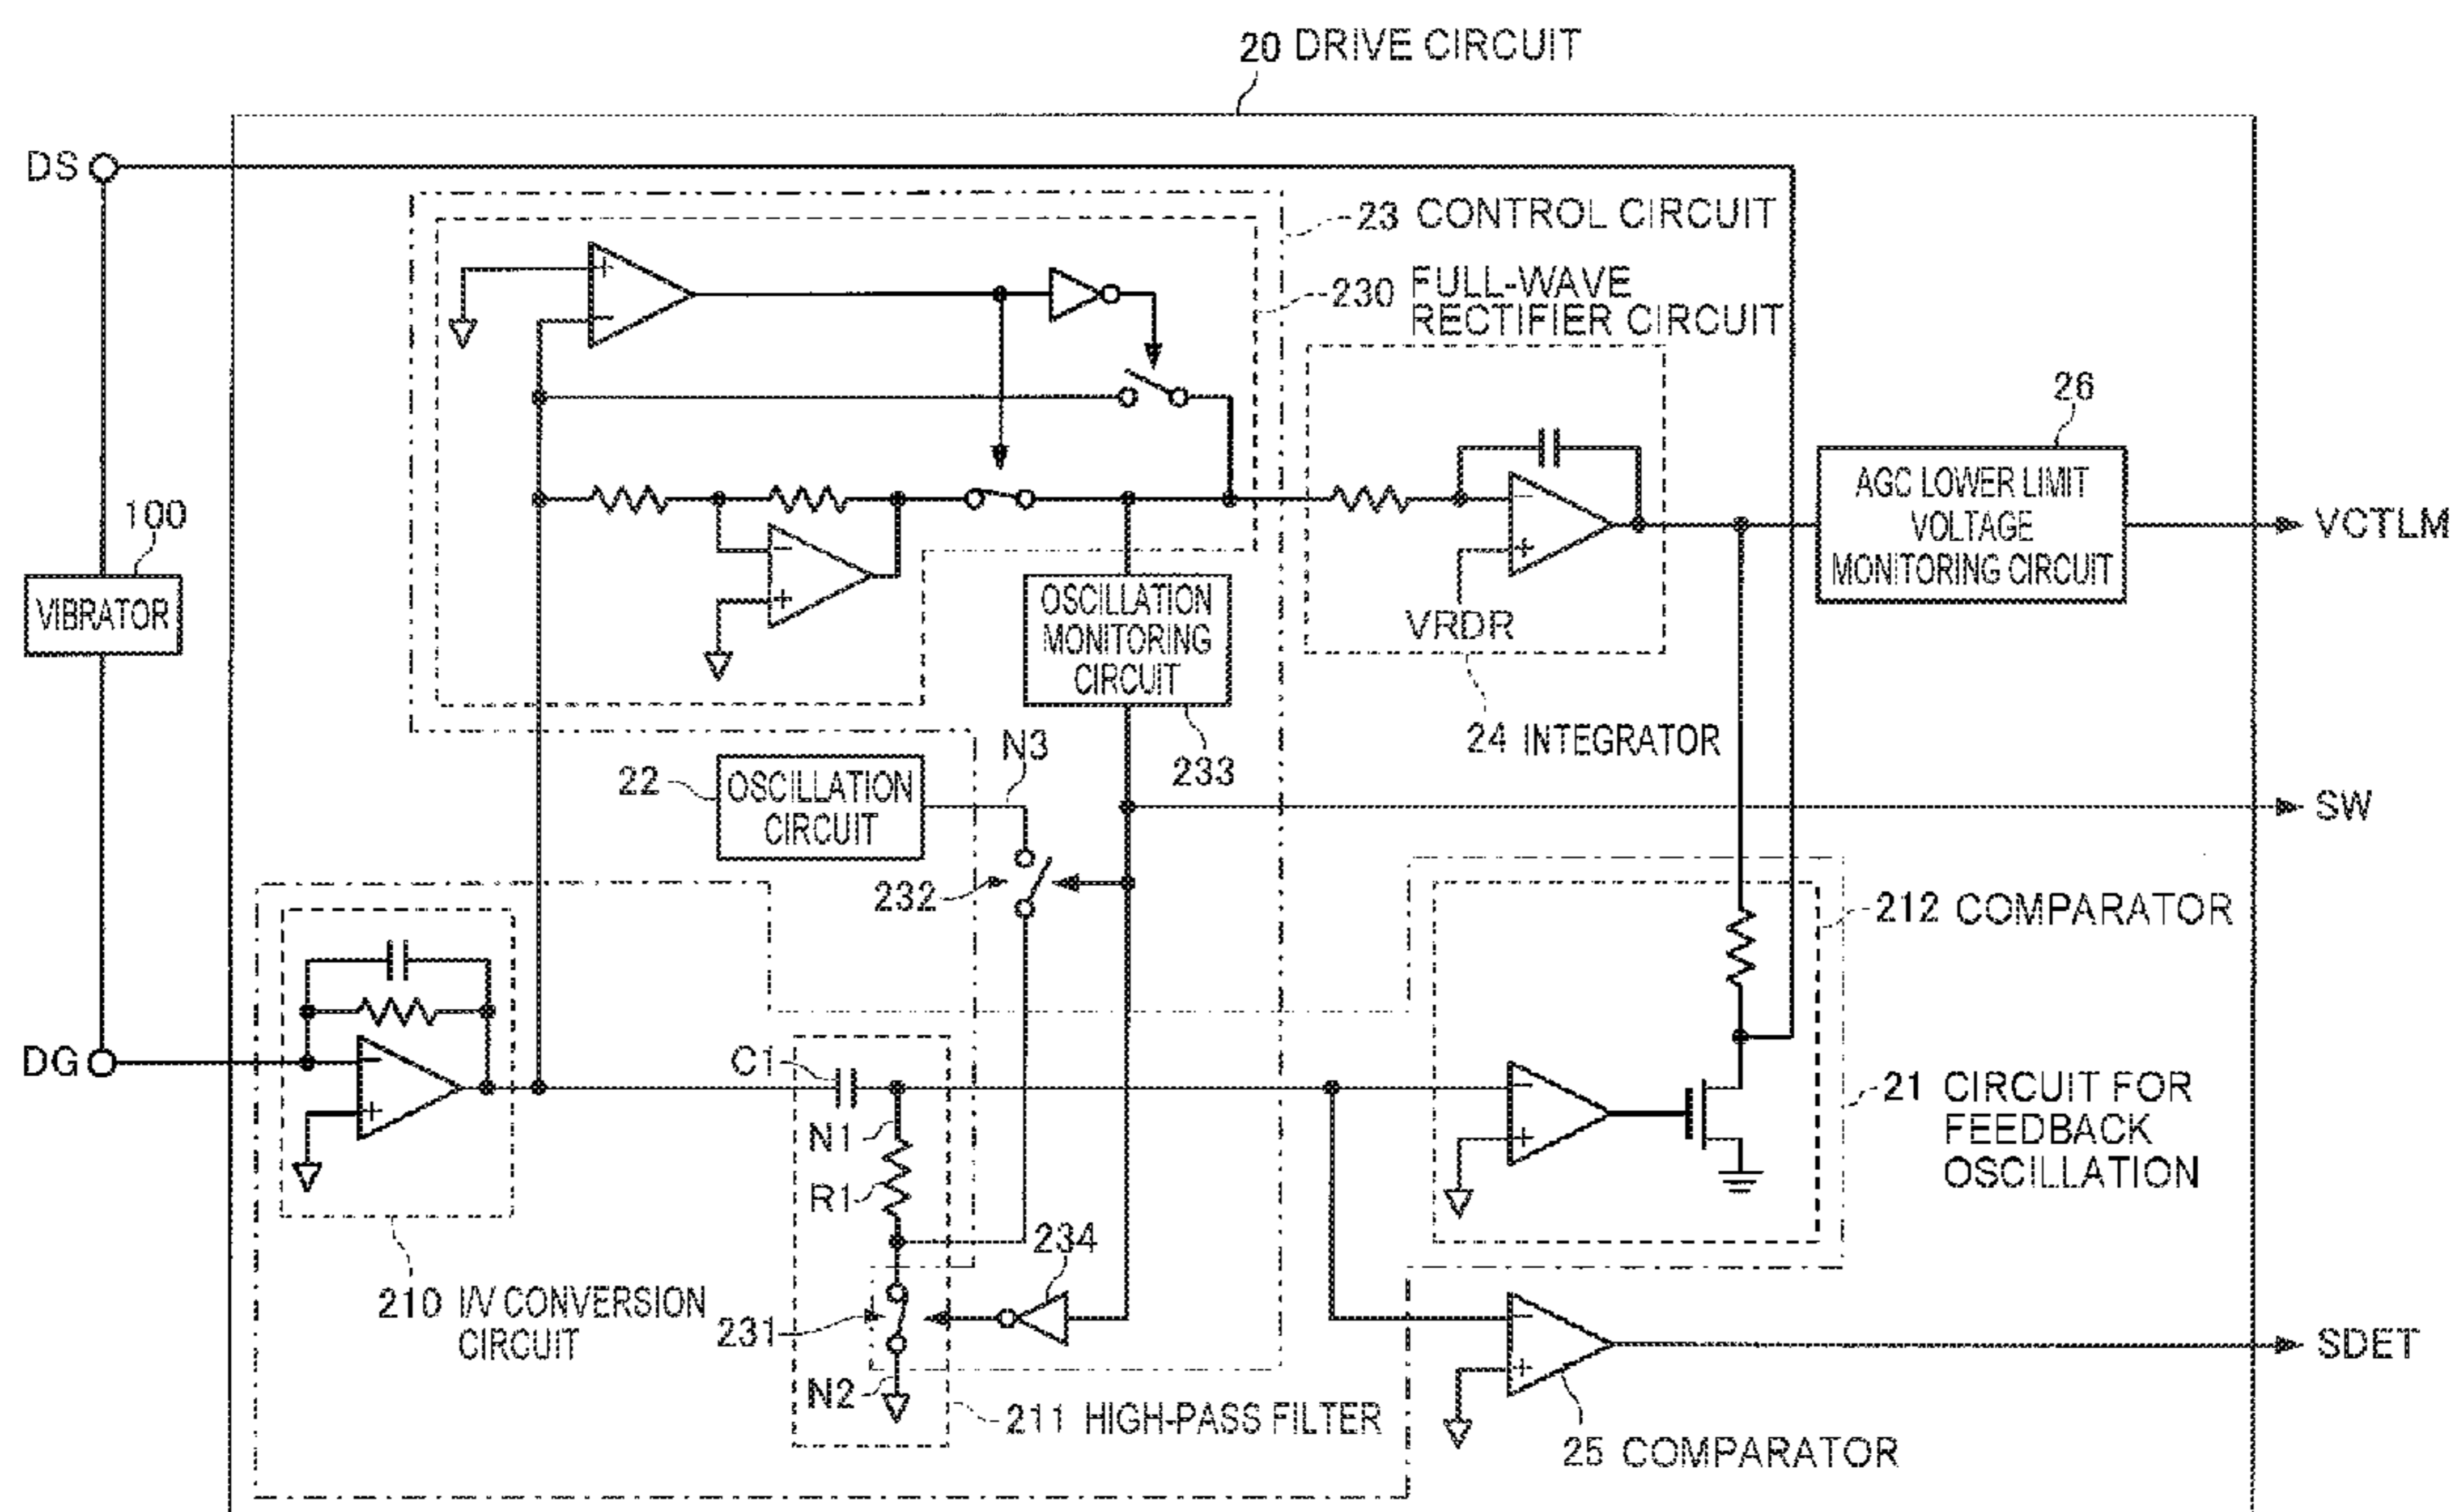 20 DRIVE CIRCUIT
DS
23 CONTROL CIRCUIT
230 FULL-WAVE
RECTIFIER CIRCUIT
+
−
26
AGC LOWER LIMIT
VOLTAGE
MONITORING CIRCUIT
VCTLM
100
VIBRATOR
−
+
−
+
VRDR
OSCILLATION
MONITORING
CIRCUIT
24 INTEGRATOR
N3
233
22
OSCILLATION
CIRCUIT
SW
232
212 COMPARATOR
DG
−
+
C1
N1
R1
−
+
21 CIRCUIT FOR
FEEDBACK
OSCILLATION
234
210 I/V CONVERSION
CIRCUIT
231
N2
−
+
SDET
211 HIGH-PASS FILTER
25 COMPARATOR